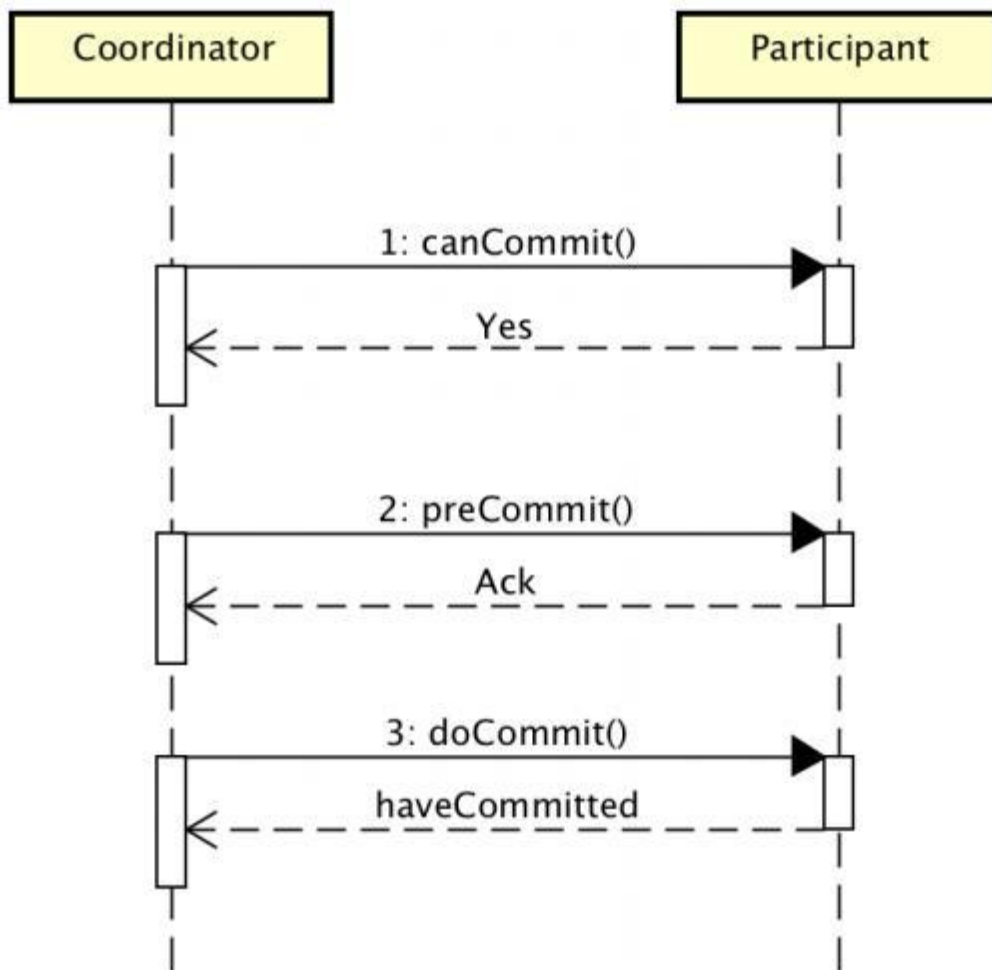 Coordinator
Participant
1: canCommit()
Yes
2: preCommit()
Ack
3: doCommit()
haveCommitted